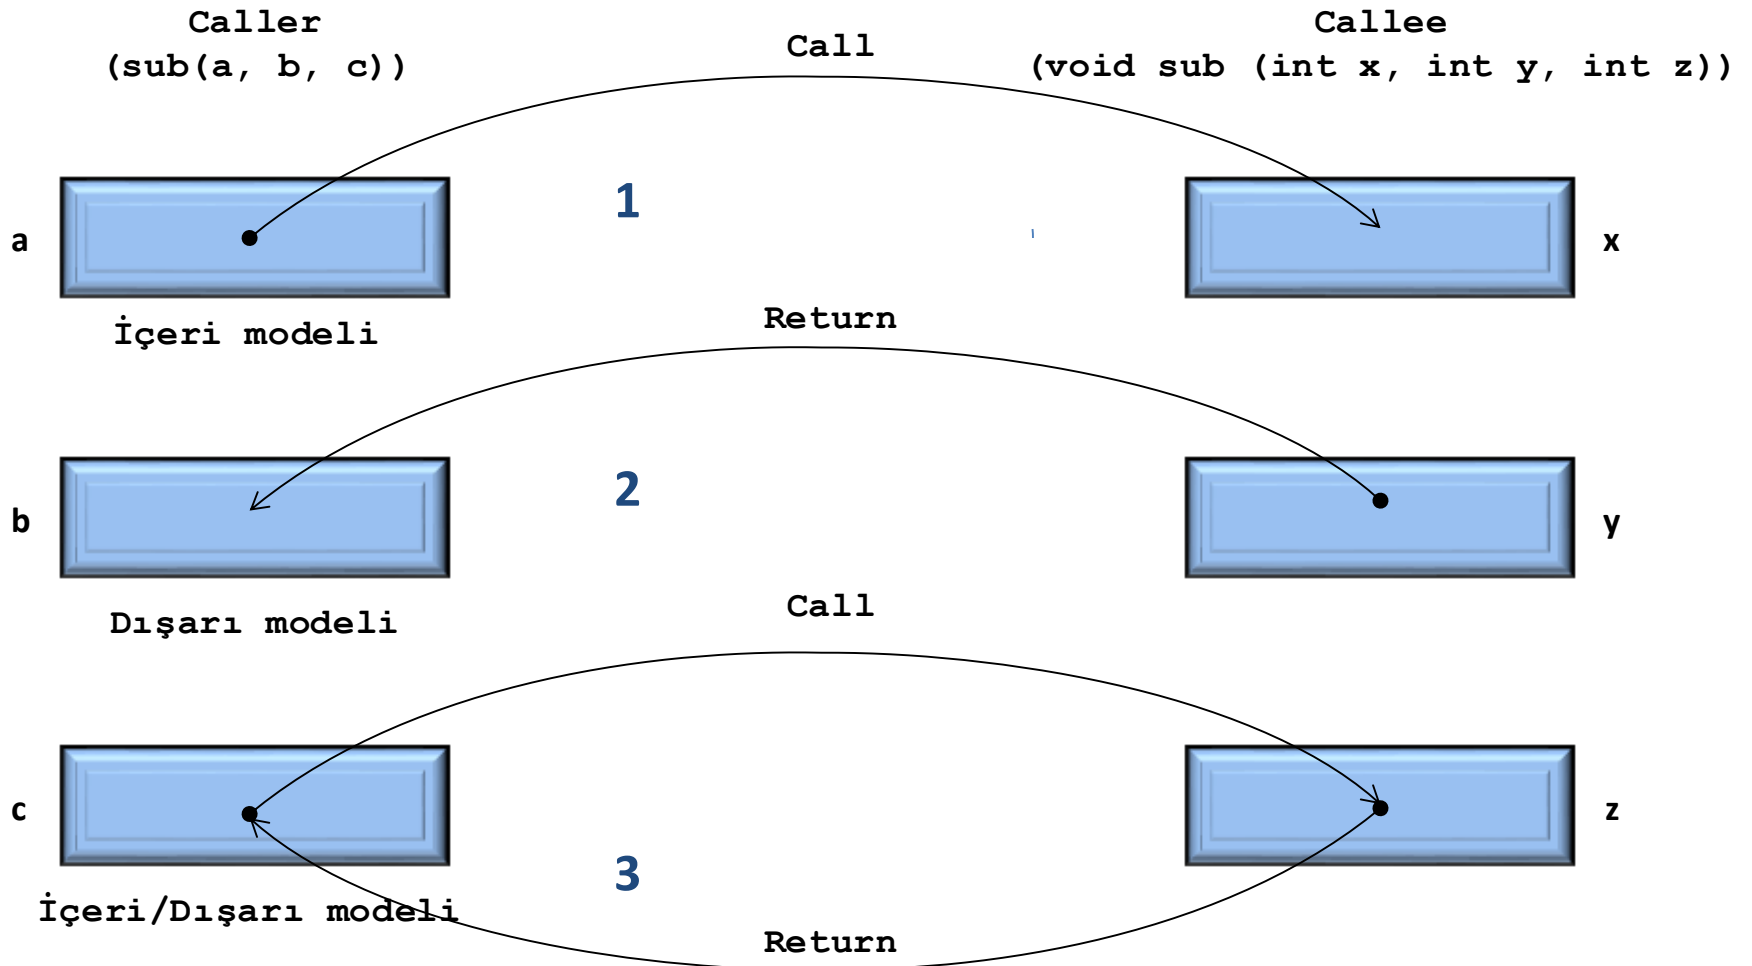 Caller
(sub(a, b, c))
Call
Callee
(void sub (int x, int y, int z))
1
a
x
İçeri modeli
Return
2
b
y
Dışarı modeli
Call
c
z
3
İçeri/Dışarı modeli
Return